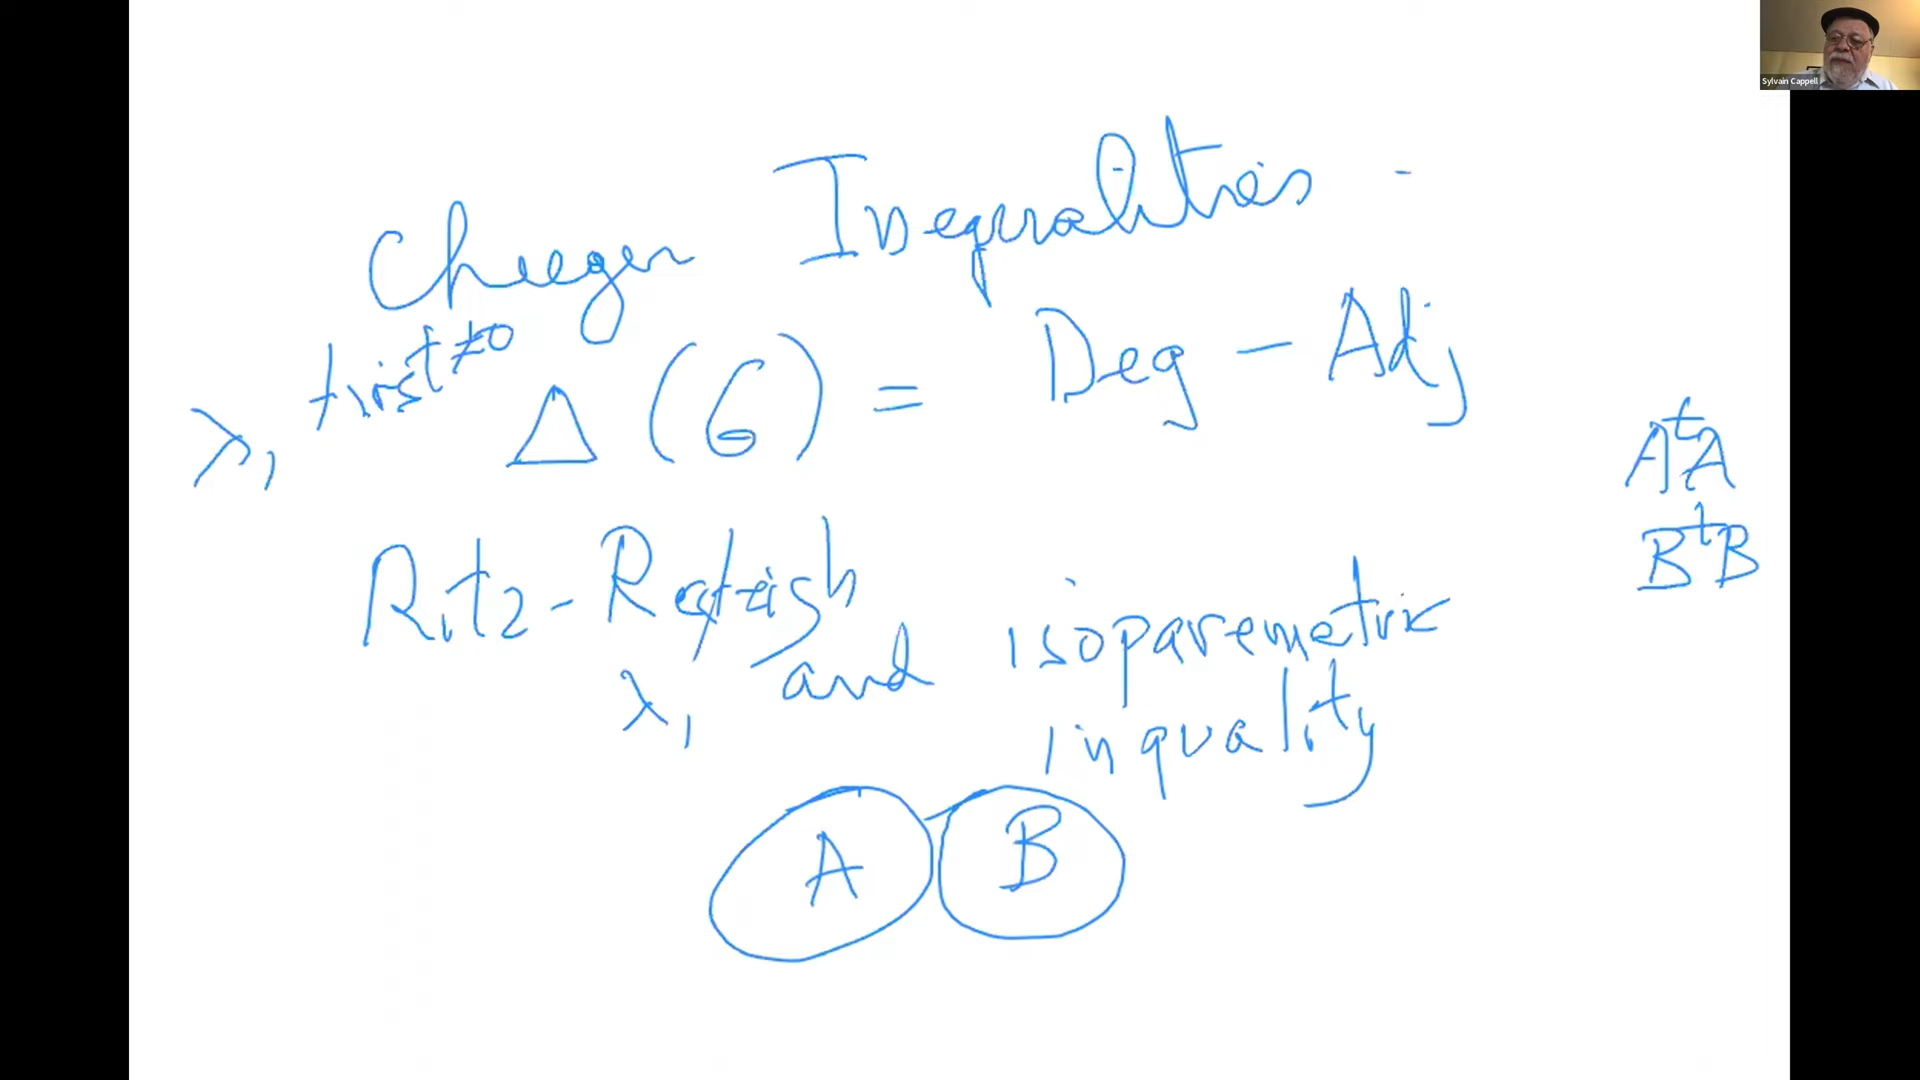 Sylvain Cappell
Cheeger Inequalities
λ₁ first ≠0
Δ(G) = Deg - Adj
AᵗA
BᵗB
Ritz - Rayleigh
λ₁ and isoparemetric
inquality
A B